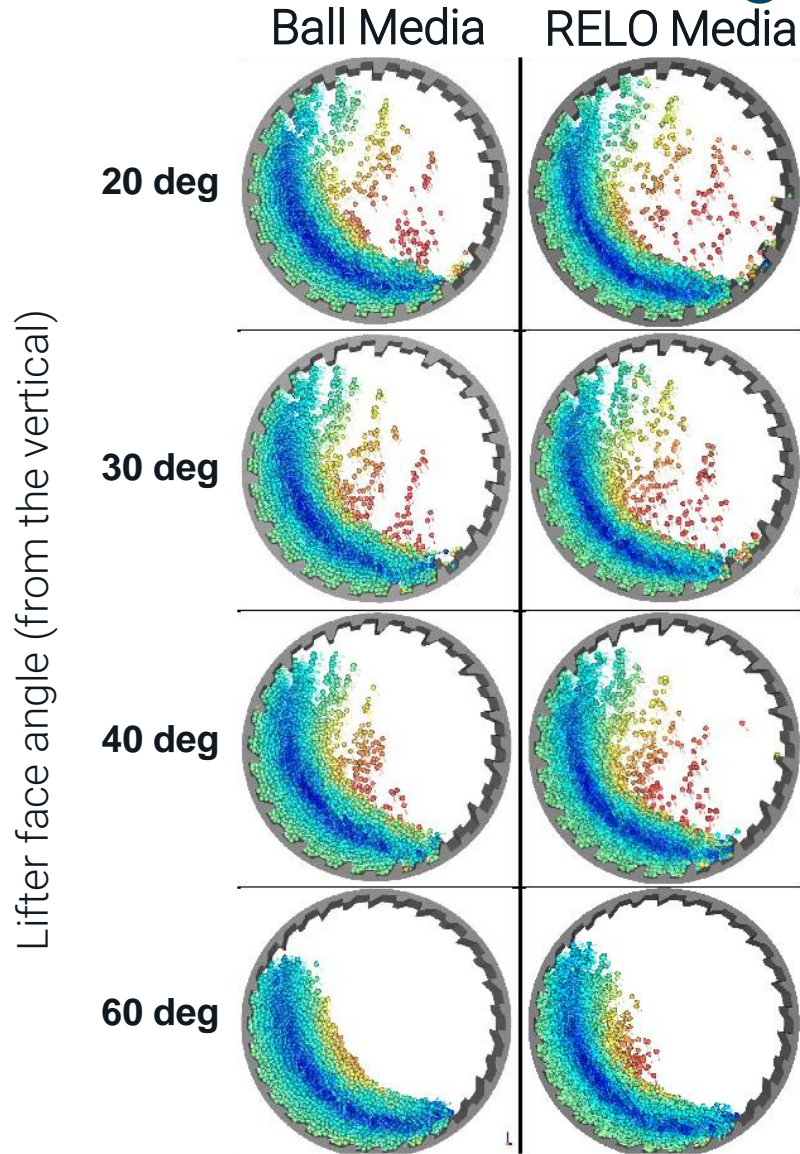 Ball Media
RELO Media
Lifter face angle (from the vertical)
20 deg
30 deg
40 deg
60 deg